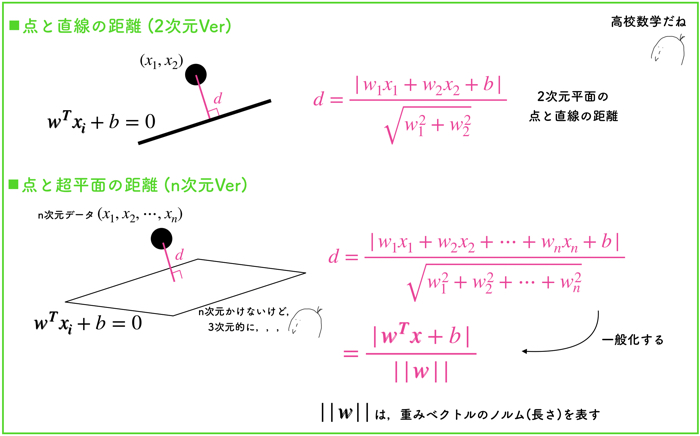 ■点と直線の距離 (2次元Ver)
高校数学だね
(x₁, x₂)
d
wᵀxᵢ + b = 0
d = |w₁x₁ + w₂x₂ + b| / √(w₁² + w₂²)
2次元平面の
点と直線の距離
■点と超平面の距離 (n次元Ver)
n次元データ (x₁, x₂, ⋯, xₙ)
d
wᵀxᵢ + b = 0
n次元かけないけど,
3次元的に, , ,
d = |w₁x₁ + w₂x₂ + ⋯ + wₙxₙ + b| / √(w₁² + w₂² + ⋯ + wₙ²)
= |wᵀx + b| / ||w||
一般化する
||w|| は, 重みベクトルのノルム(長さ)を表す